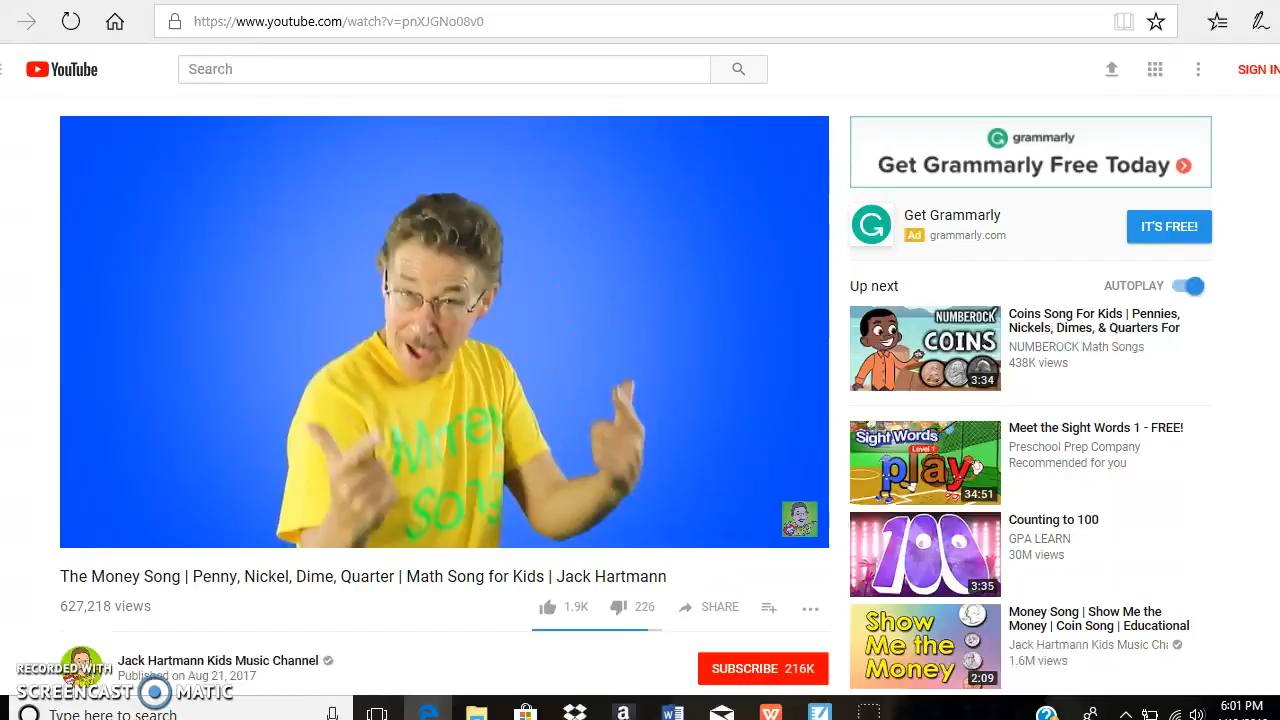 https://www.youtube.com/watch?v=pnXJGNo08v0
YouTube
Search
SIGN IN
Money
Song
grammarly
Get Grammarly Free Today
Get Grammarly
Ad grammarly.com
IT'S FREE!
Up next
AUTOPLAY
NUMBEROCK
COINS
3:34
Coins Song For Kids | Pennies,
Nickels, Dimes, & Quarters For
NUMBEROCK Math Songs
438K views
Sight Words
Level 1
play
34:51
Meet the Sight Words 1 - FREE!
Preschool Prep Company
Recommended for you
100
3:35
Counting to 100
GPA LEARN
30M views
Show
Me the
Money
2:09
Money Song | Show Me the
Money | Coin Song | Educational
Jack Hartmann Kids Music Cha
1.6M views
The Money Song | Penny, Nickel, Dime, Quarter | Math Song for Kids | Jack Hartmann
627,218 views
1.9K
226
SHARE
Jack Hartmann Kids Music Channel
Published on Aug 21, 2017
SUBSCRIBE 216K
RECORDED WITH
SCREENCAST MATIC
Type here to search
6:01 PM